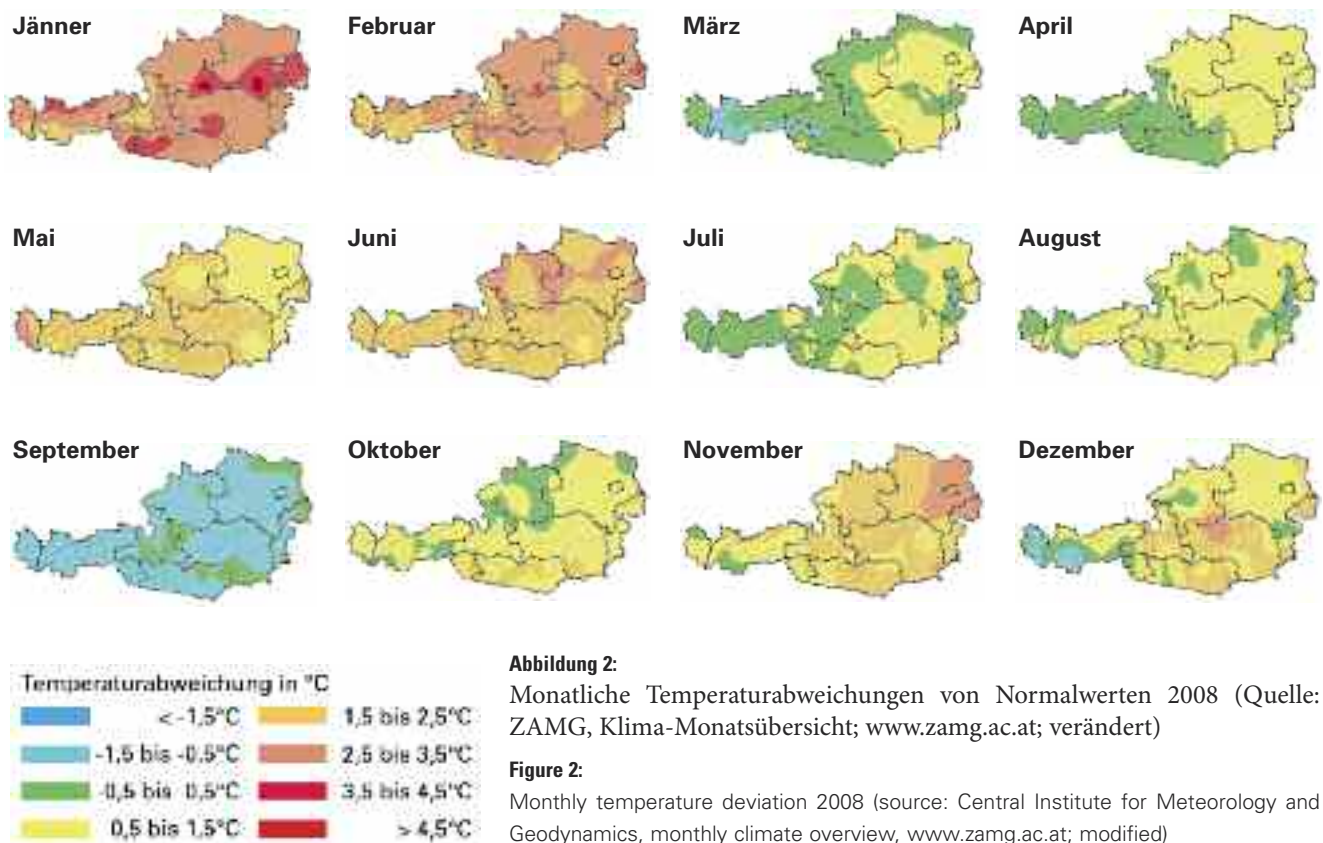 Jänner
Februar
März
April
Mai
Juni
Juli
August
September
Oktober
November
Dezember
Temperaturabweichung in °C
< -1,5°C
1,5 bis 2,5°C
-1,5 bis -0,5°C
2,5 bis 3,5°C
-0,5 bis 0,5°C
3,5 bis 4,5°C
0,5 bis 1,5°C
> 4,5°C
Abbildung 2:
Monatliche Temperaturabweichungen von Normalwerten 2008 (Quelle:
ZAMG, Klima-Monatsübersicht; www.zamg.ac.at; verändert)
Figure 2:
Monthly temperature deviation 2008 (source: Central Institute for Meteorology and
Geodynamics, monthly climate overview, www.zamg.ac.at; modified)